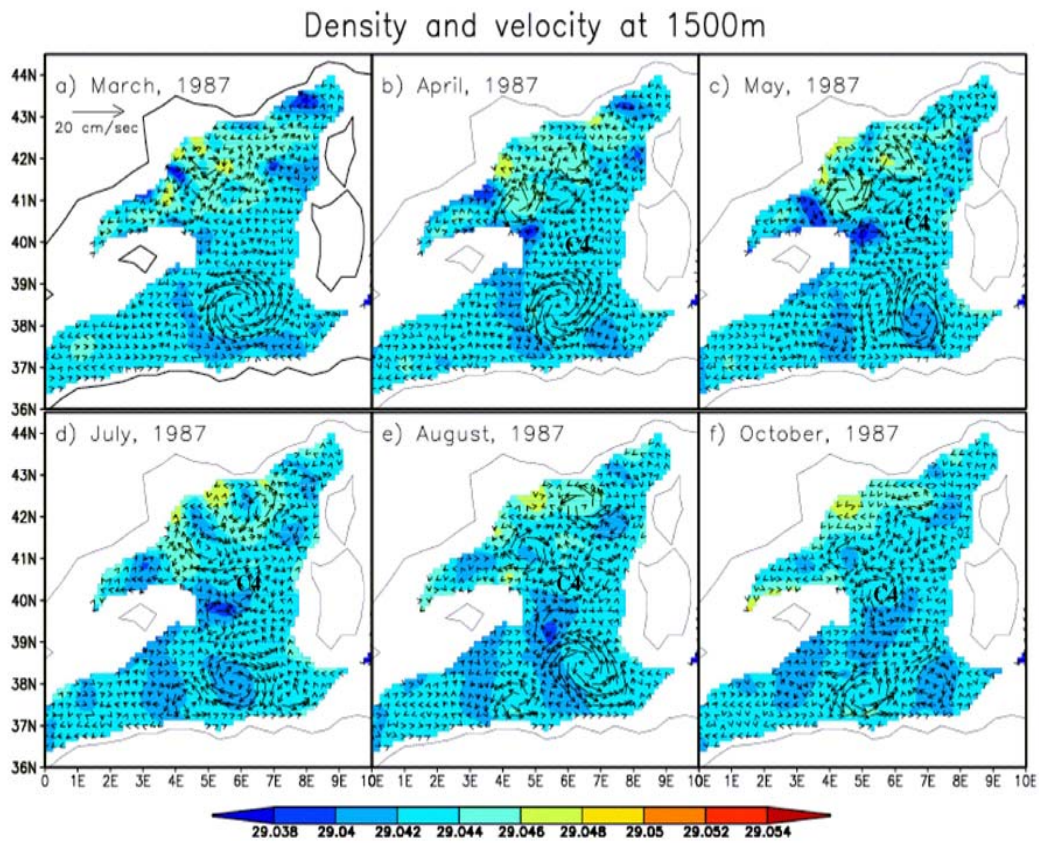 Density and velocity at 1500m
a) March, 1987
b) April, 1987
c) May, 1987
20 cm/sec
44N
43N
42N
41N
40N
39N
38N
37N
36N
C4
C4
d) July, 1987
e) August, 1987
f) October, 1987
44N
43N
42N
41N
40N
39N
38N
37N
36N
C4
C4
C4
0 1E 2E 3E 4E 5E 6E 7E 8E 9E 10E
1E 2E 3E 4E 5E 6E 7E 8E 9E 10E
1E 2E 3E 4E 5E 6E 7E 8E 9E 10E
29.038 29.04 29.042 29.044 29.046 29.048 29.05 29.052 29.054